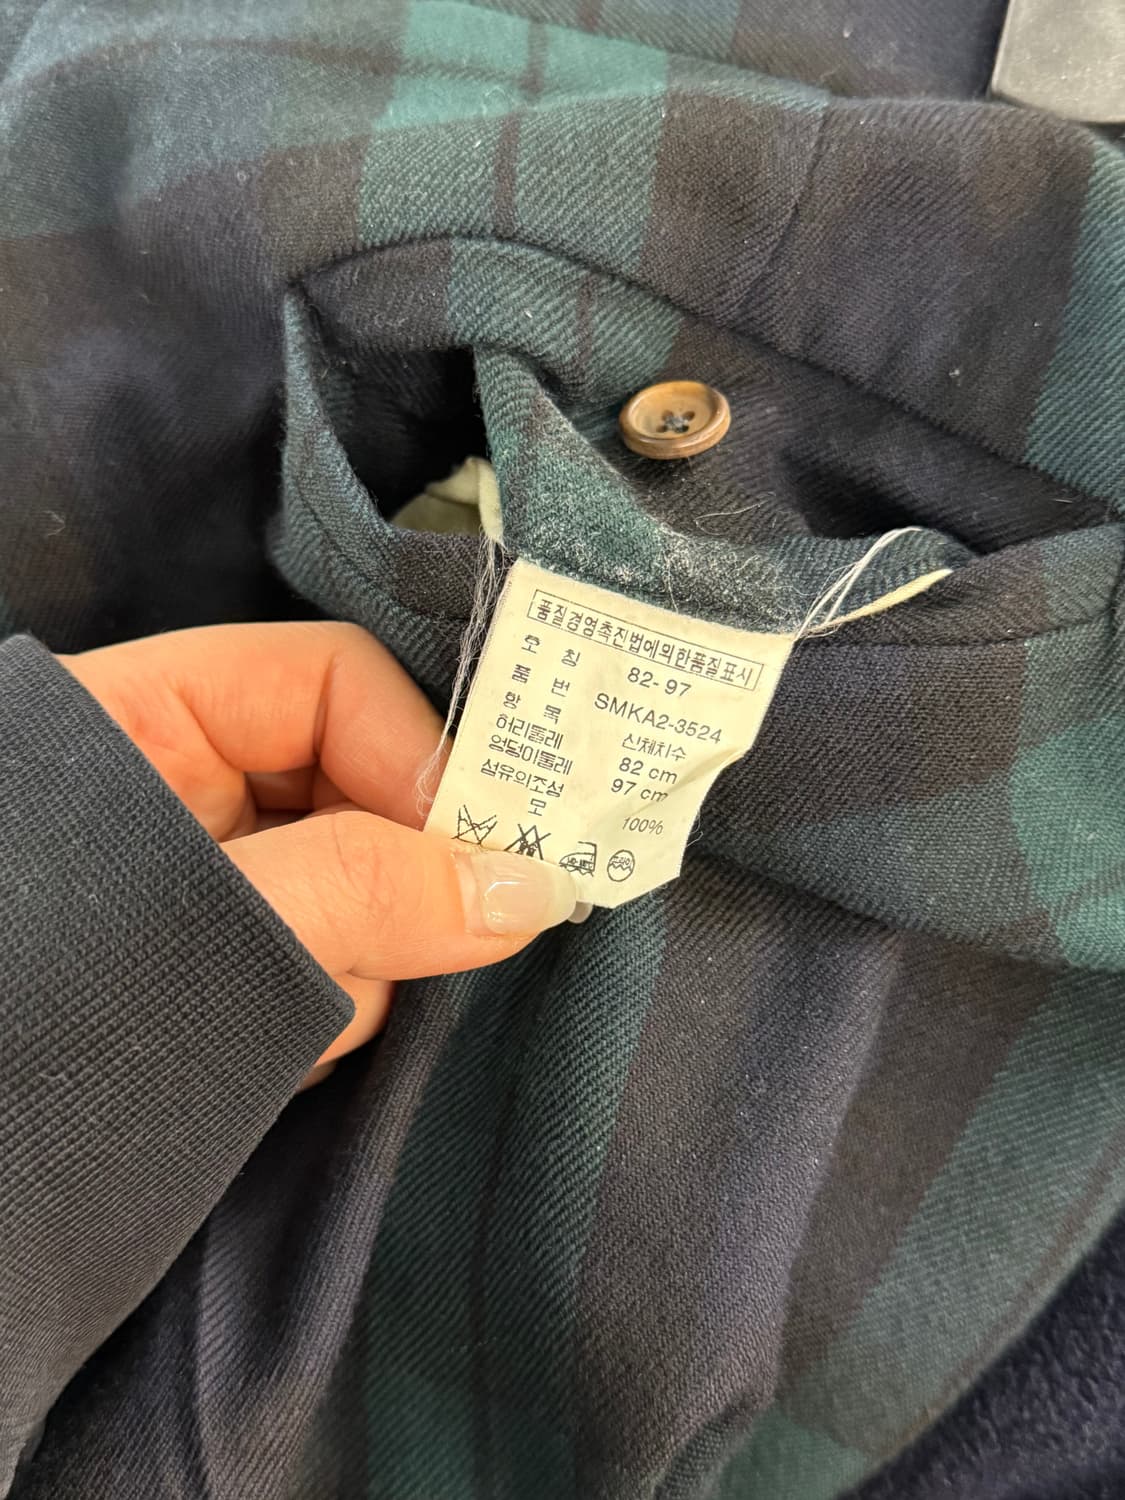 품질경영촉진법에의한품질표시
호 칭 82-97
품 번 SMKA2-3524
항 목 신체치수
허리둘레 82 cm
엉덩이둘레 97 cm
섬유의조성
모 100%